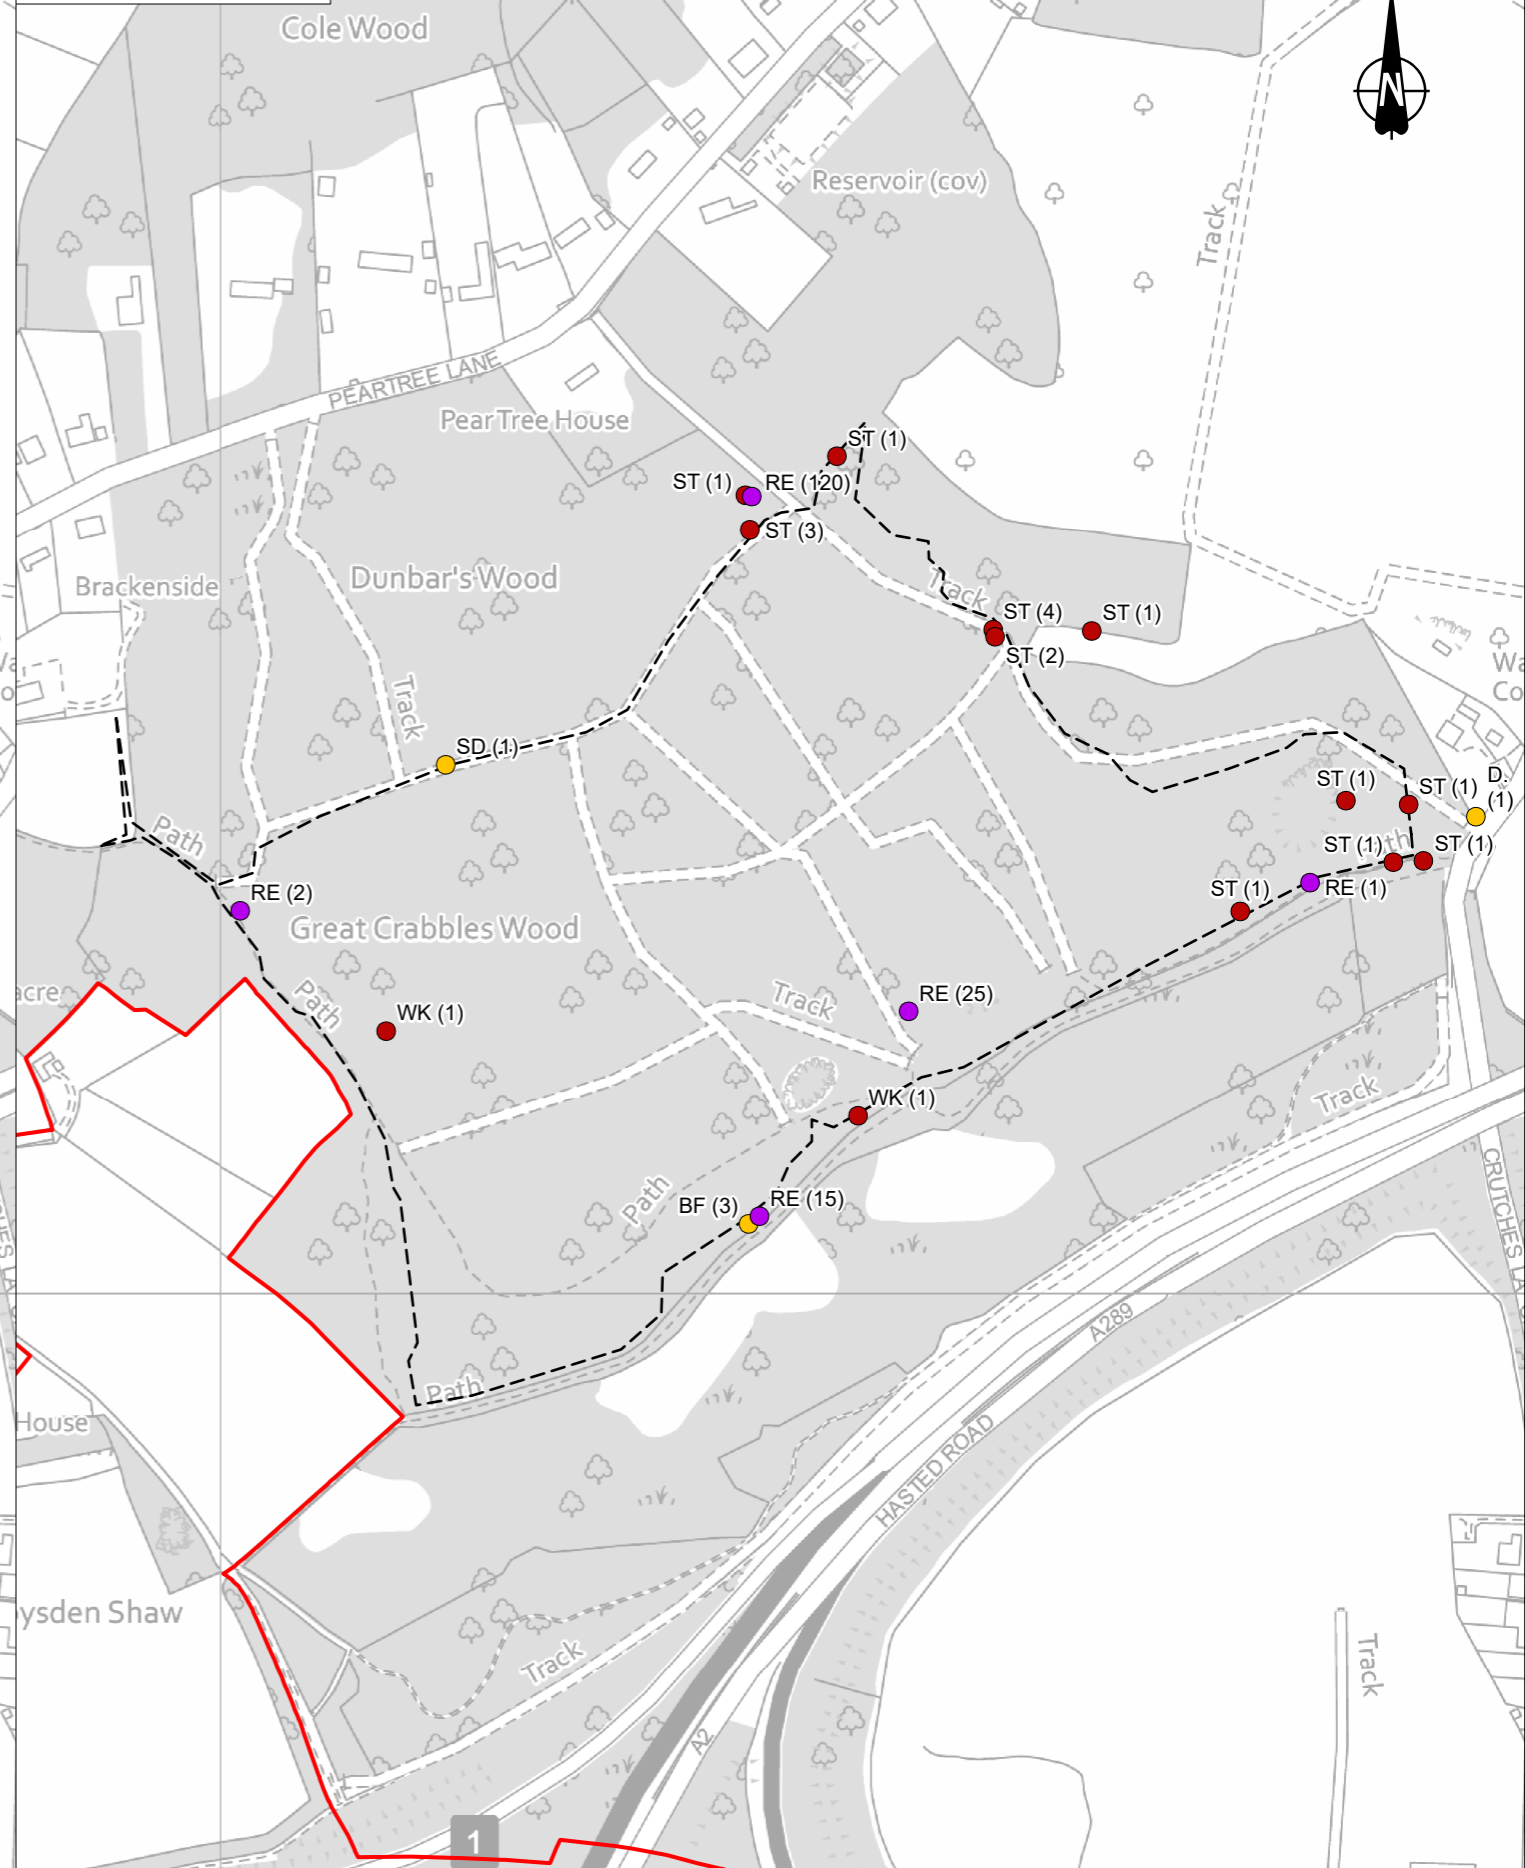 Cole Wood
N
Reservoir (cov)
Track
PEARTREE LANE
Pear Tree House
ST (1)
ST (1)
RE (120)
ST (3)
Dunbar's Wood
Brackenside
Track
ST (4)
ST (1)
ST (2)
Track
SD (1)
ST (1)
ST (1)
D.
(1)
Path
ST (1)
ST (1)
RE (2)
ST (1)
RE (1)
Great Crabbles Wood
acre
Path
Track
RE (25)
WK (1)
WK (1)
Track
Path
BF (3)
RE (15)
CRUTCHES LA
A289
Path
House
HASTED ROAD
ysden Shaw
Track
Track
A2
1